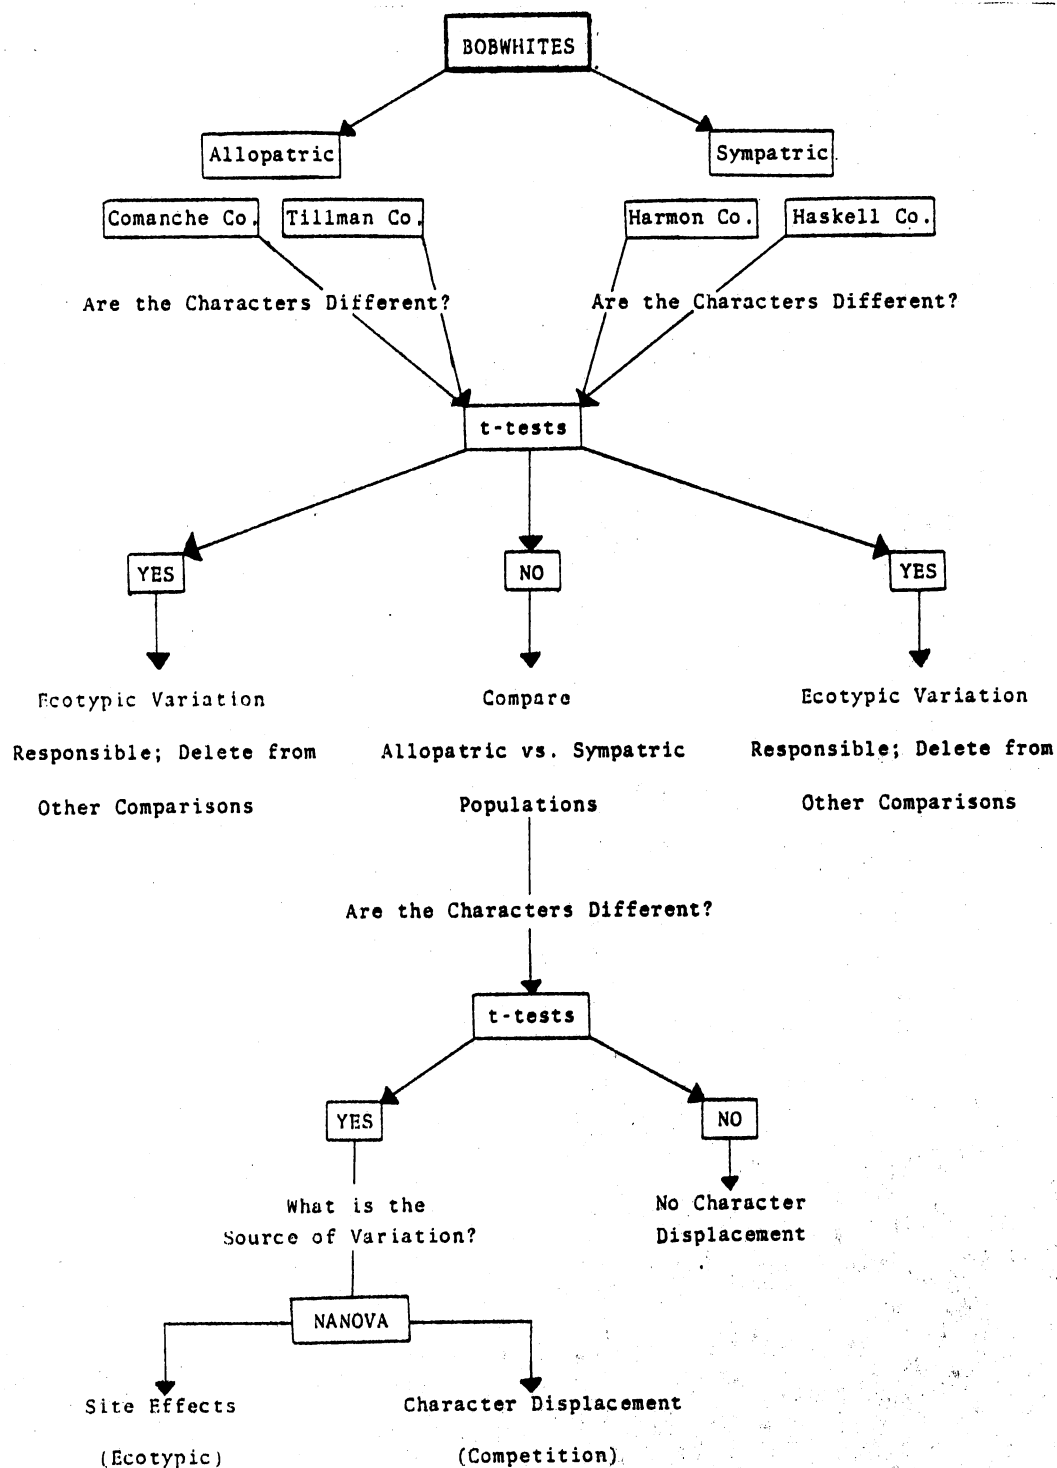 BOBWHITES
Allopatric
Sympatric
Comanche Co.
Tillman Co.
Harmon Co.
Haskell Co.
Are the Characters Different?
Are the Characters Different?
t-tests
YES
NO
YES
Ecotypic Variation
Responsible; Delete from
Other Comparisons
Compare
Allopatric vs. Sympatric
Populations
Ecotypic Variation
Responsible; Delete from
Other Comparisons
Are the Characters Different?
t-tests
YES
NO
What is the
Source of Variation?
No Character
Displacement
NANOVA
Site Effects
(Ecotypic)
Character Displacement
(Competition)